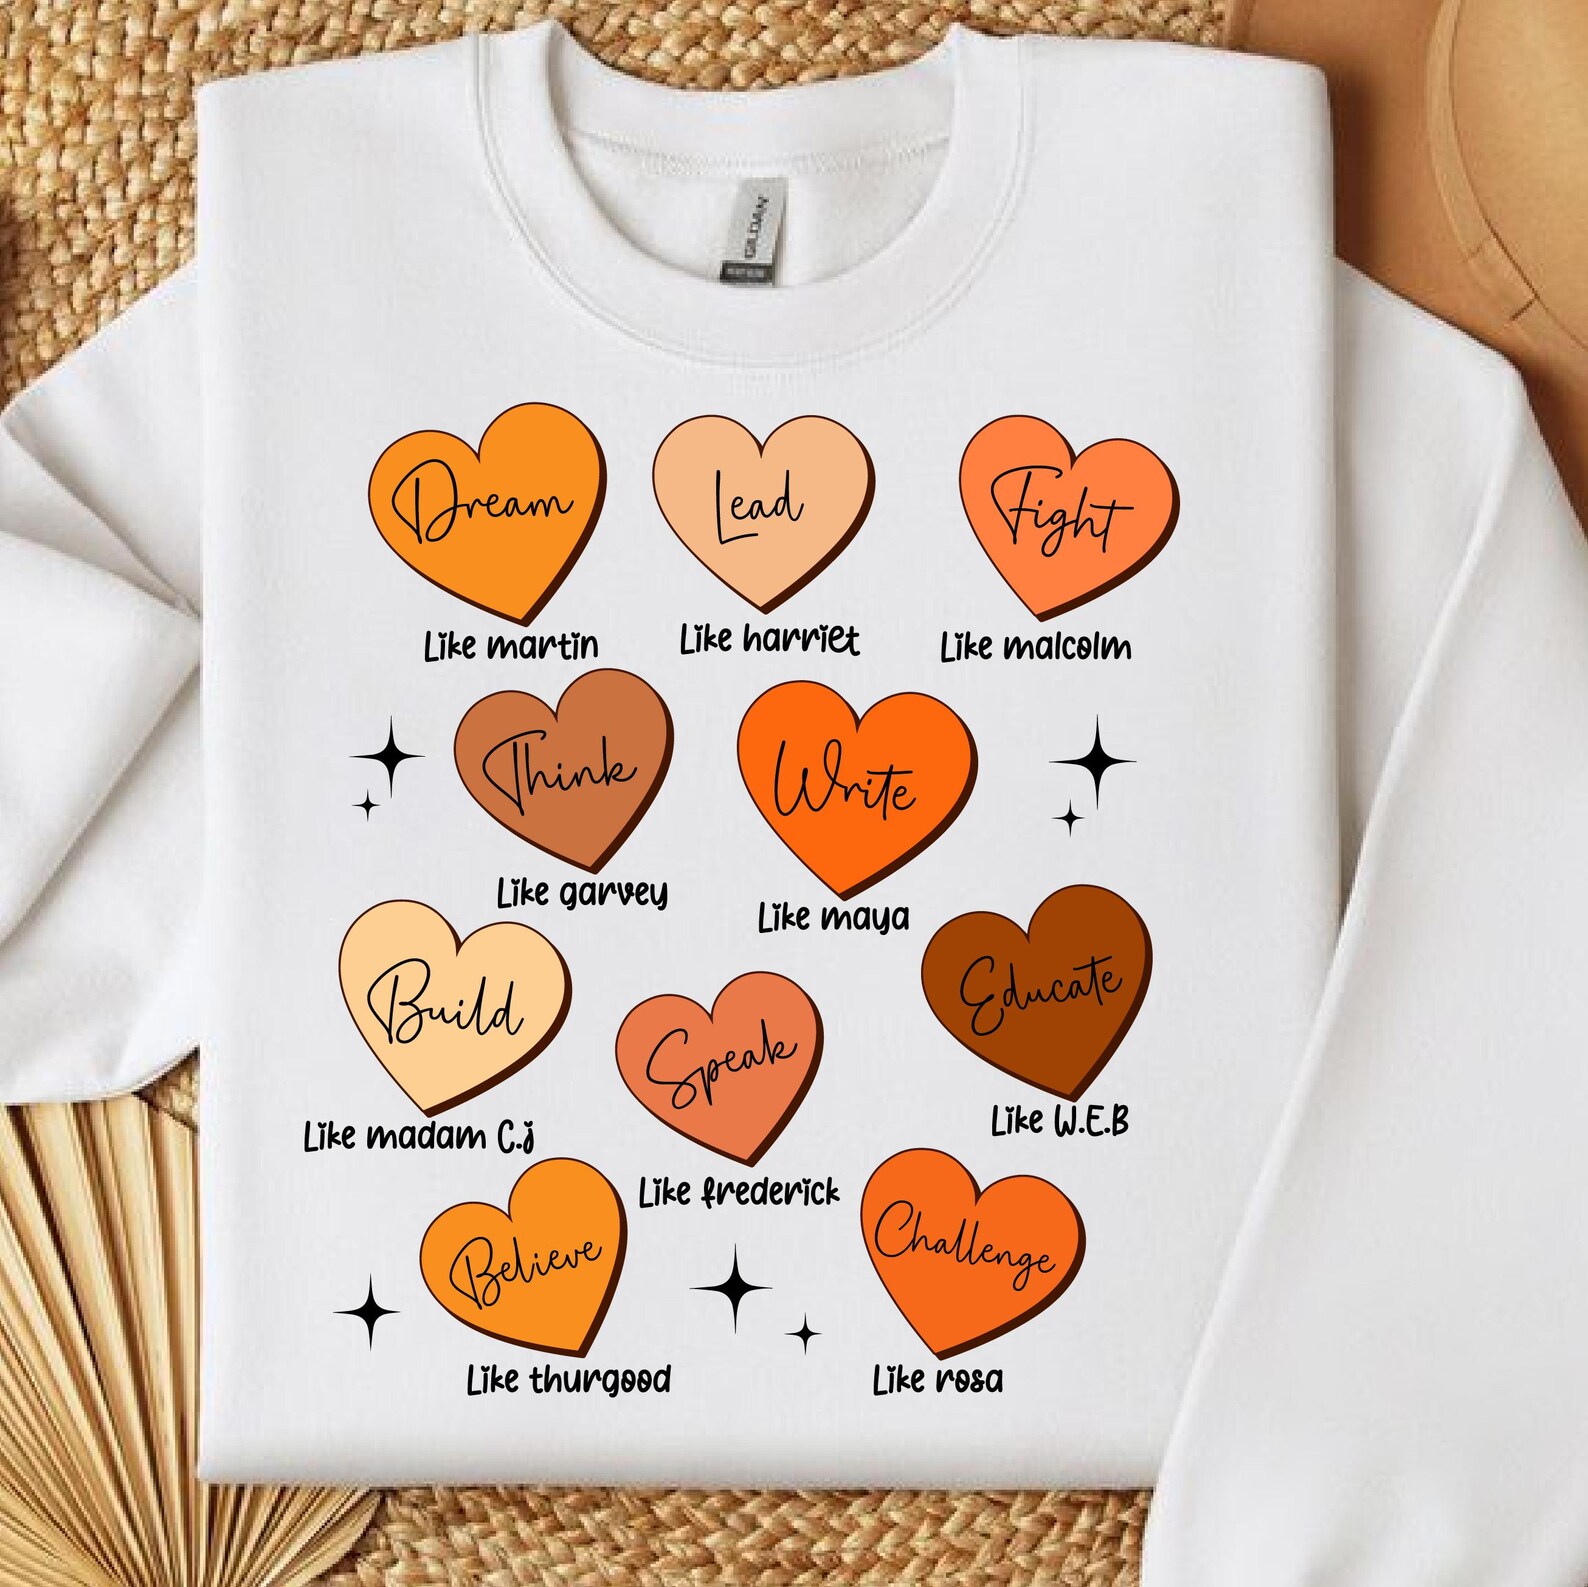 GILDAN
Dream
Like martin
Lead
Like harriet
Fight
Like malcolm
Think
Like garvey
Write
Like maya
Build
Like madam C.j
Speak
Like frederick
Educate
Like W.E.B
Believe
Like thurgood
Challenge
Like rosa